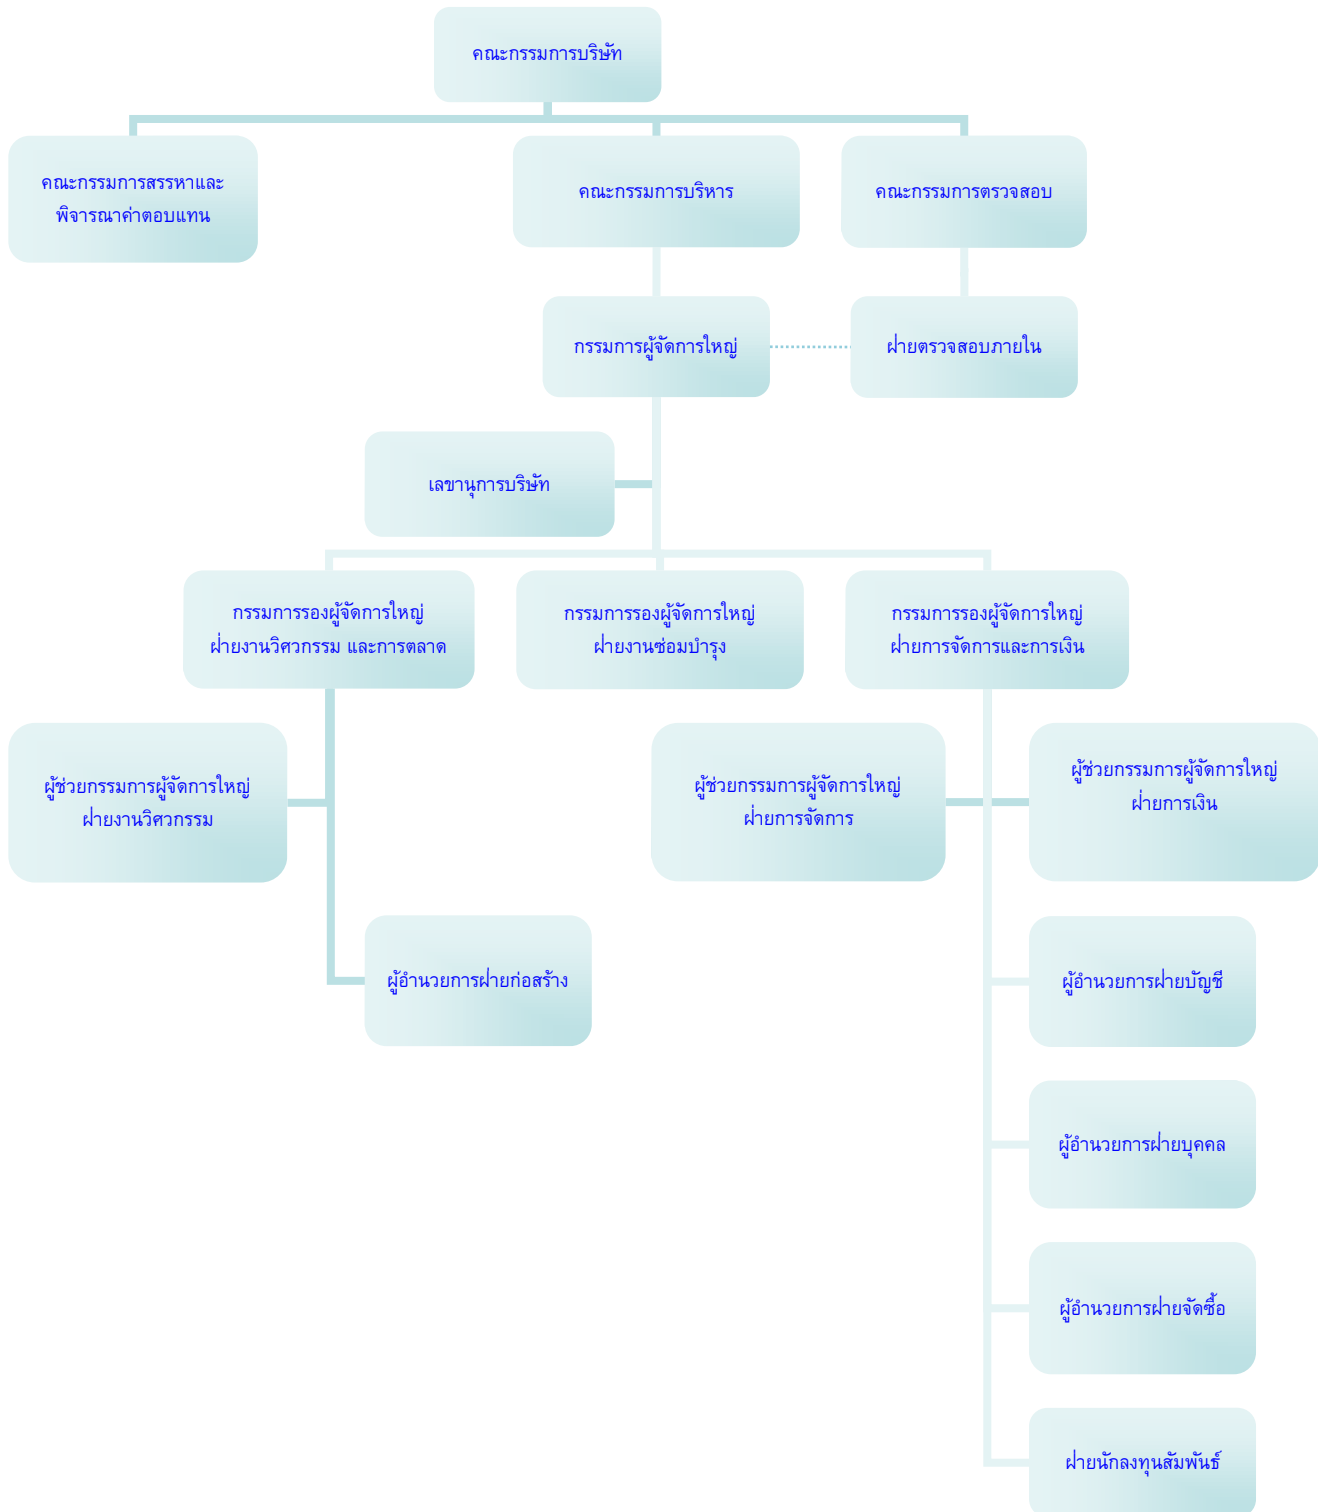 คณะกรรมการบริษัท
คณะกรรมการสรรหาและ
พิจารณาค่าตอบแทน
คณะกรรมการบริหาร
คณะกรรมการตรวจสอบ
กรรมการผู้จัดการใหญ่
ฝ่ายตรวจสอบภายใน
เลขานุการบริษัท
กรรมการรองผู้จัดการใหญ่
ฝ่ายงานวิศวกรรม และการตลาด
กรรมการรองผู้จัดการใหญ่
ฝ่ายงานซ่อมบำรุง
กรรมการรองผู้จัดการใหญ่
ฝ่ายการจัดการและการเงิน
ผู้ช่วยกรรมการผู้จัดการใหญ่
ฝ่ายงานวิศวกรรม
ผู้ช่วยกรรมการผู้จัดการใหญ่
ฝ่ายการจัดการ
ผู้ช่วยกรรมการผู้จัดการใหญ่
ฝ่ายการเงิน
ผู้อำนวยการฝ่ายก่อสร้าง
ผู้อำนวยการฝ่ายบัญชี
ผู้อำนวยการฝ่ายบุคคล
ผู้อำนวยการฝ่ายจัดซื้อ
ฝ่ายนักลงทุนสัมพันธ์